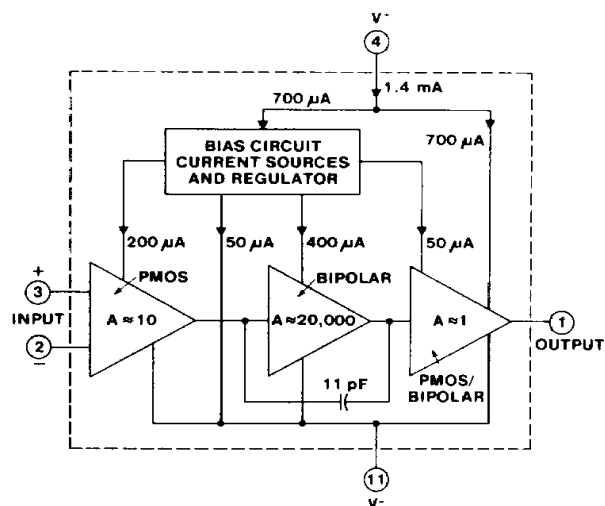 V+
4
1.4 mA
700 μA
700 μA
BIAS CIRCUIT
CURRENT SOURCES
AND REGULATOR
200 μA
50 μA
400 μA
50 μA
PMOS
BIPOLAR
+
3
INPUT
A ≈ 10
A ≈ 20,000
A ≈ 1
1
OUTPUT
2
−
11 pF
PMOS/
BIPOLAR
11
V−